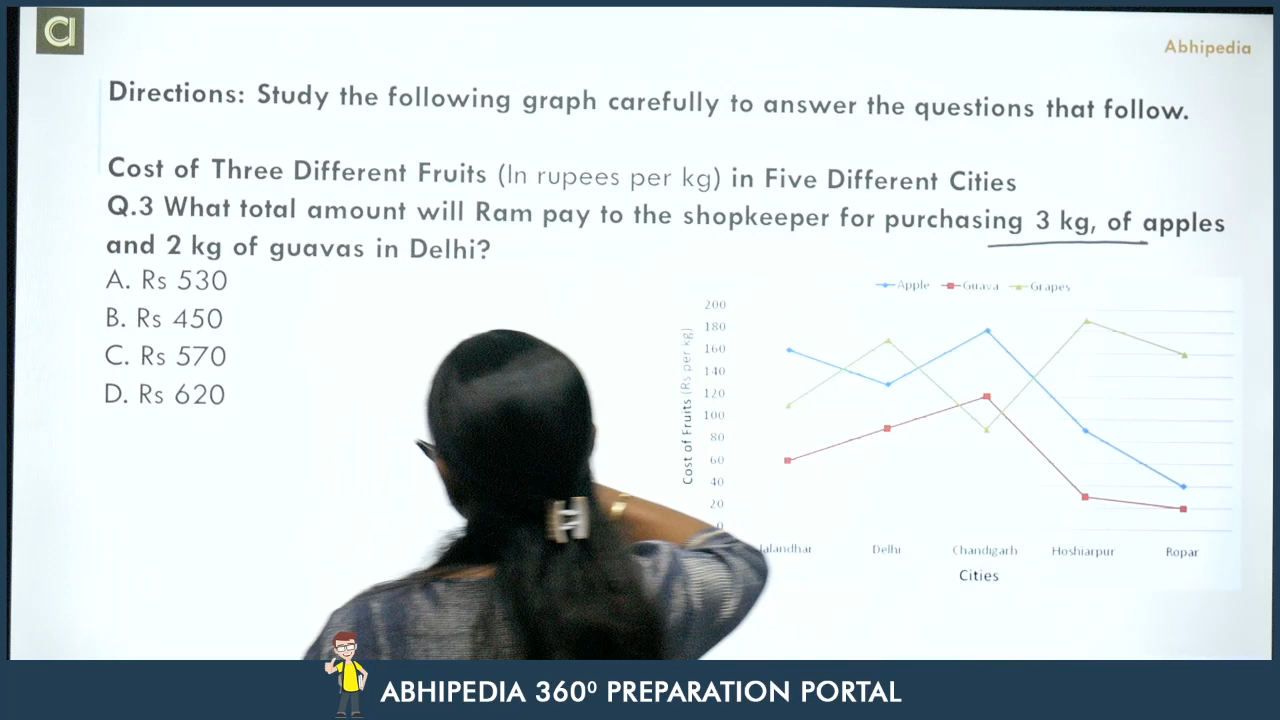 a
Abhipedia
Directions: Study the following graph carefully to answer the questions that follow.
Cost of Three Different Fruits (In rupees per kg) in Five Different Cities
Q.3 What total amount will Ram pay to the shopkeeper for purchasing 3 kg, of apples
and 2 kg of guavas in Delhi?
A. Rs 530
B. Rs 450
C. Rs 570
D. Rs 620
Apple Guava Grapes
Cost of Fruits (Rs per kg)
200
180
160
140
120
100
80
60
40
20
0
Jalandhar Delhi Chandigarh Hoshiarpur Ropar
Cities
ABHIPEDIA 360⁰ PREPARATION PORTAL